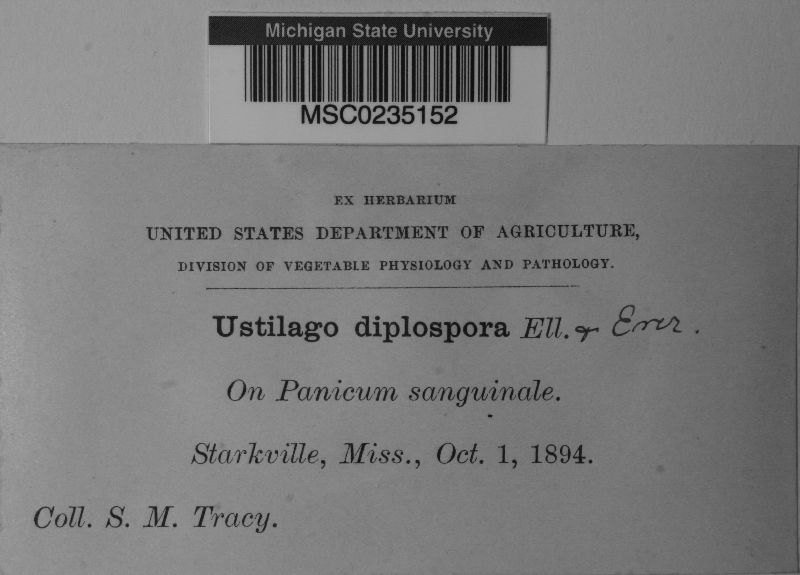 Michigan State University
MSC0235152
EX HERBARIUM
UNITED STATES DEPARTMENT OF AGRICULTURE,
DIVISION OF VEGETABLE PHYSIOLOGY AND PATHOLOGY.
Ustilago diplospora Ell. & Ever.
On Panicum sanguinale.
Starkville, Miss., Oct. 1, 1894.
Coll. S. M. Tracy.